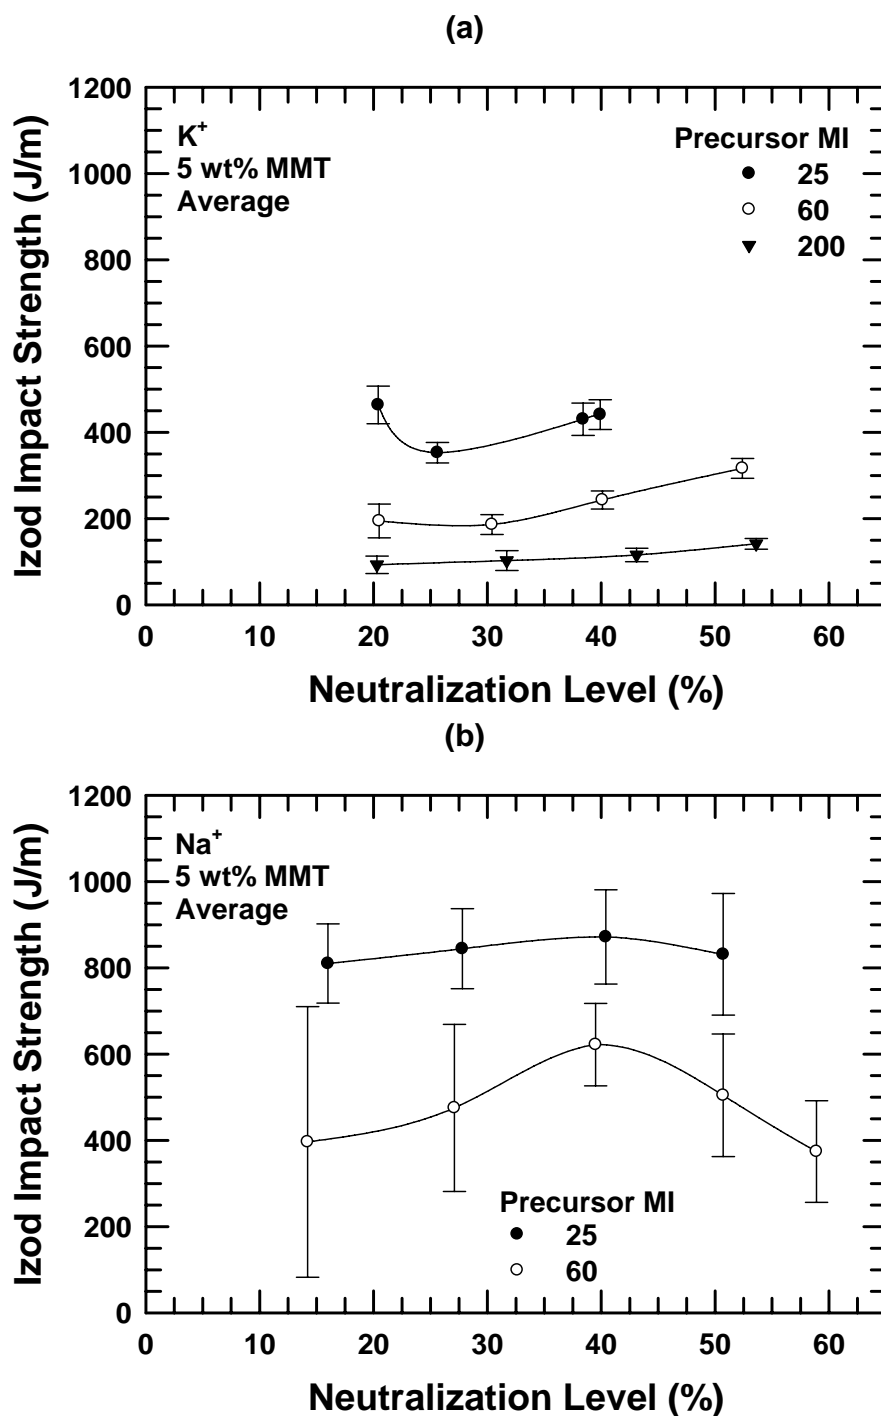 (a)
Izod Impact Strength (J/m)
1200
1000
800
600
400
200
0
K⁺
5 wt% MMT
Average
Precursor MI
25
60
200
0 10 20 30 40 50 60
Neutralization Level (%)
(b)
Izod Impact Strength (J/m)
1200
1000
800
600
400
200
0
Na⁺
5 wt% MMT
Average
Precursor MI
25
60
0 10 20 30 40 50 60
Neutralization Level (%)